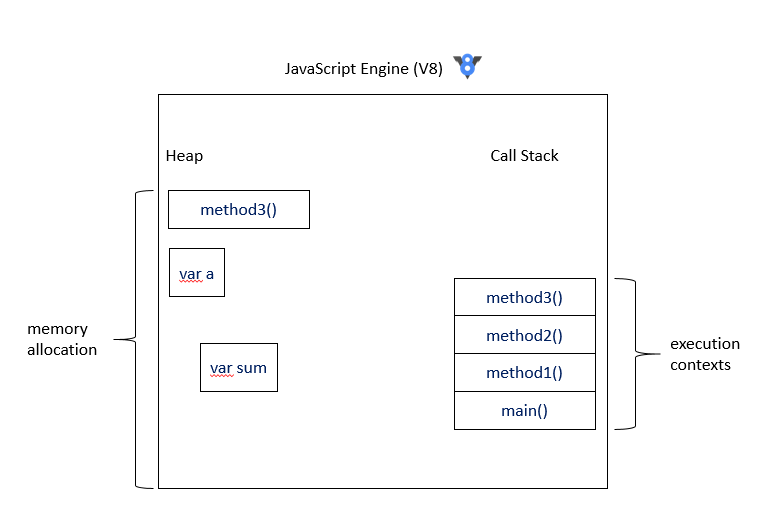 JavaScript Engine (V8)
Heap
Call Stack
method3()
var a
var sum
memory
allocation
method3()
method2()
method1()
main()
execution
contexts